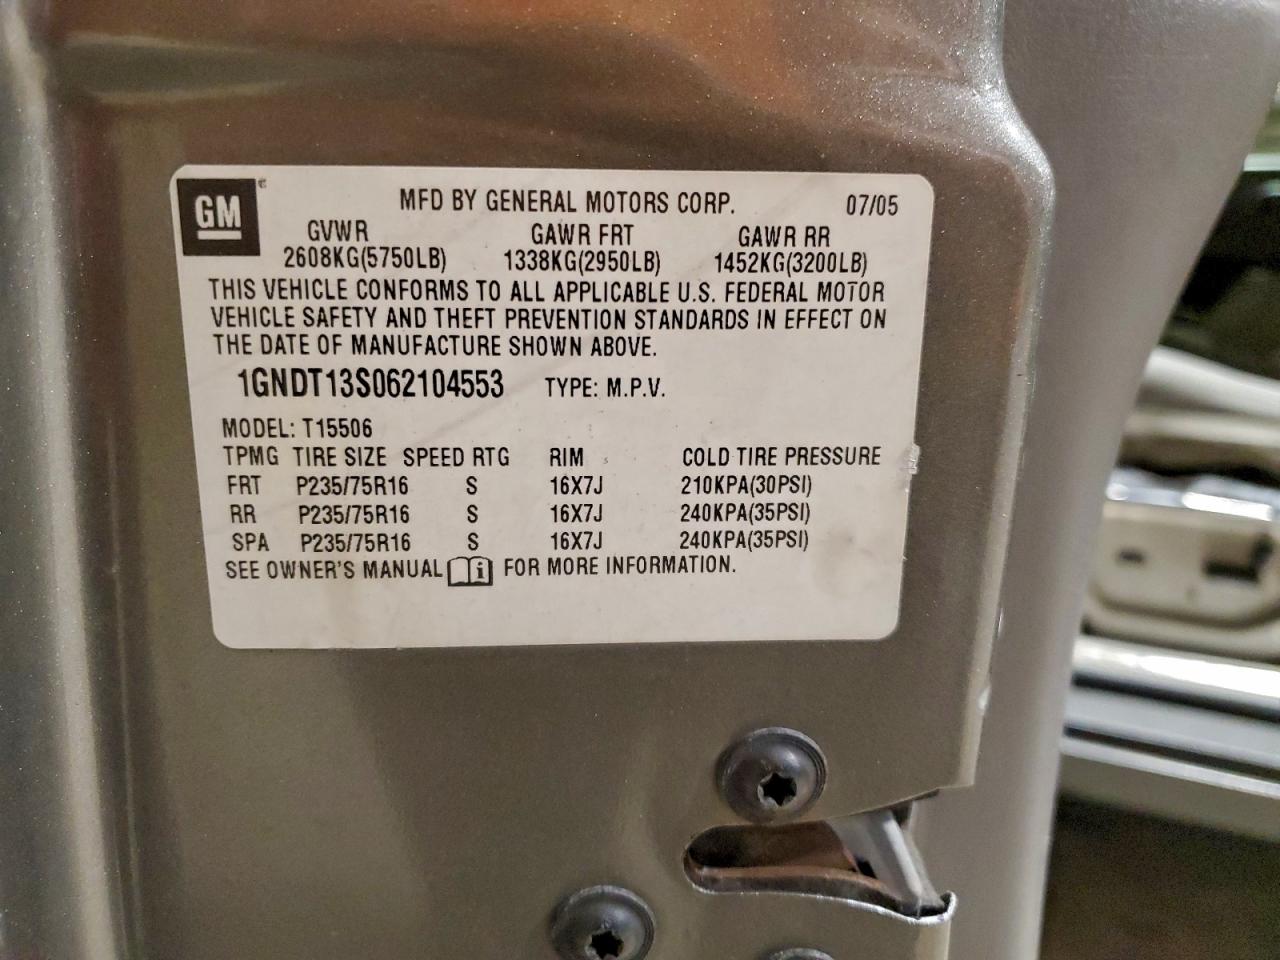 GM
MFD BY GENERAL MOTORS CORP. 07/05
GVWR GAWR FRT GAWR RR
2608KG(5750LB) 1338KG(2950LB) 1452KG(3200LB)
THIS VEHICLE CONFORMS TO ALL APPLICABLE U.S. FEDERAL MOTOR
VEHICLE SAFETY AND THEFT PREVENTION STANDARDS IN EFFECT ON
THE DATE OF MANUFACTURE SHOWN ABOVE.
1GNDT13S062104553 TYPE: M.P.V.
MODEL: T15506
TPMG TIRE SIZE SPEED RTG RIM COLD TIRE PRESSURE
FRT P235/75R16 S 16X7J 210KPA(30PSI)
RR P235/75R16 S 16X7J 240KPA(35PSI)
SPA P235/75R16 S 16X7J 240KPA(35PSI)
SEE OWNER'S MANUAL i FOR MORE INFORMATION.